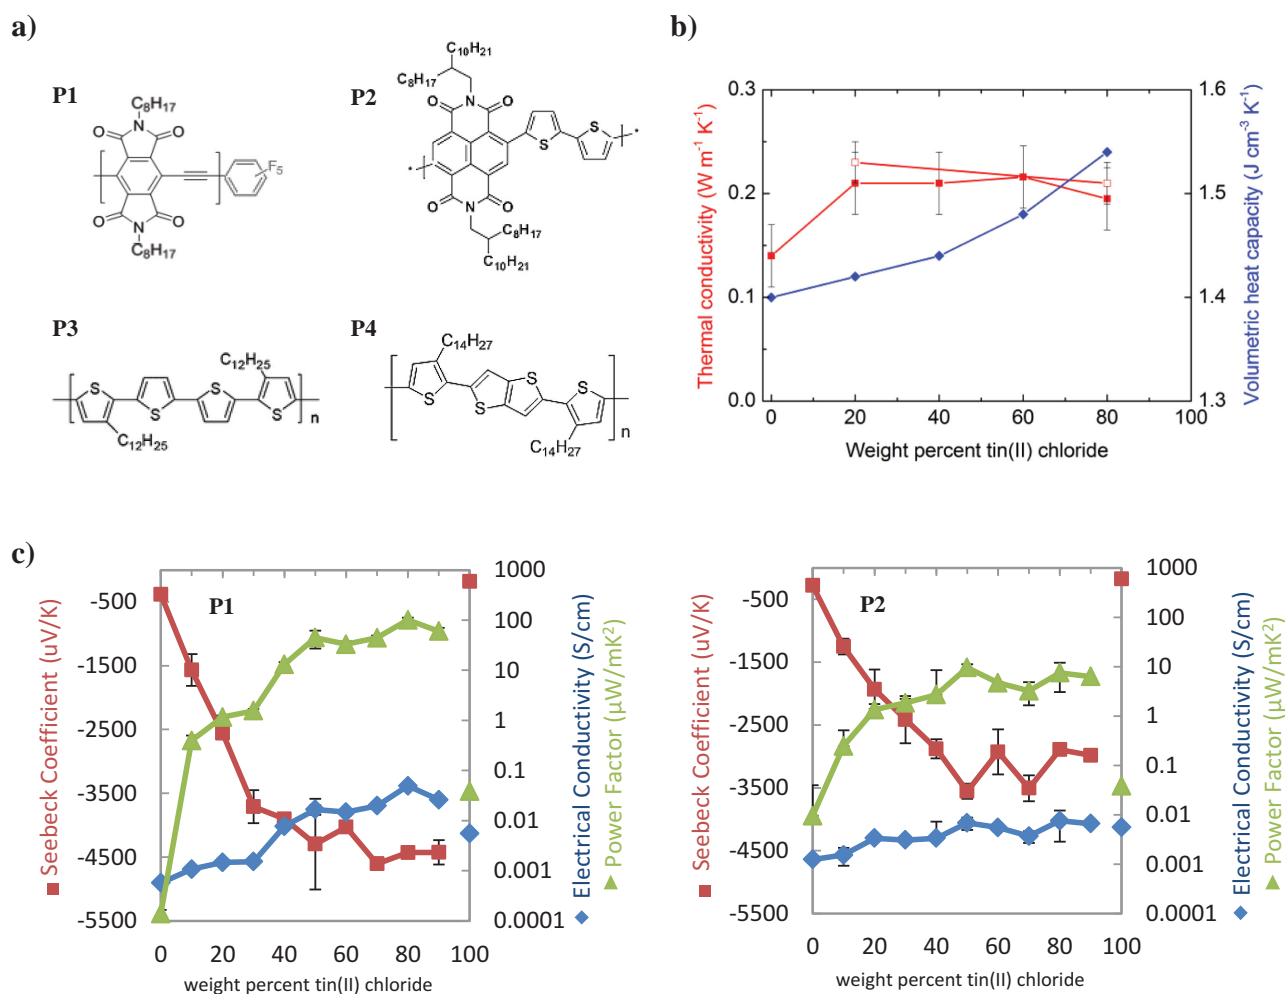 a)
P1
C₈H₁₇
N
O
O
O
O
N
C₈H₁₇
F₅
P2
C₁₀H₂₁
C₈H₁₇
N
O
O
S
S
O
O
N
C₈H₁₇
C₁₀H₂₁
P3
C₁₂H₂₅
S
S
S
S
n
C₁₂H₂₅
P4
C₁₄H₂₇
S
S
S
S
n
C₁₄H₂₇
b)
Thermal conductivity (W m⁻¹ K⁻¹)
0.3
0.2
0.1
0.0
0 20 40 60 80 100
Weight percent tin(II) chloride
1.6
1.5
1.4
1.3
Volumetric heat capacity (J cm⁻³ K⁻¹)
c)
Seebeck Coefficient (uV/K)
-500
-1500
-2500
-3500
-4500
-5500
P1
0 20 40 60 80 100
weight percent tin(II) chloride
1000
100
10
1
0.1
0.01
0.001
0.0001
Electrical Conductivity (S/cm)
Power Factor (µW/mK²)
Seebeck Coefficient (uV/K)
-500
-1500
-2500
-3500
-4500
-5500
P2
0 20 40 60 80 100
weight percent tin(II) chloride
1000
100
10
1
0.1
0.01
0.001
0.0001
Electrical Conductivity (S/cm)
Power Factor (µW/mK²)